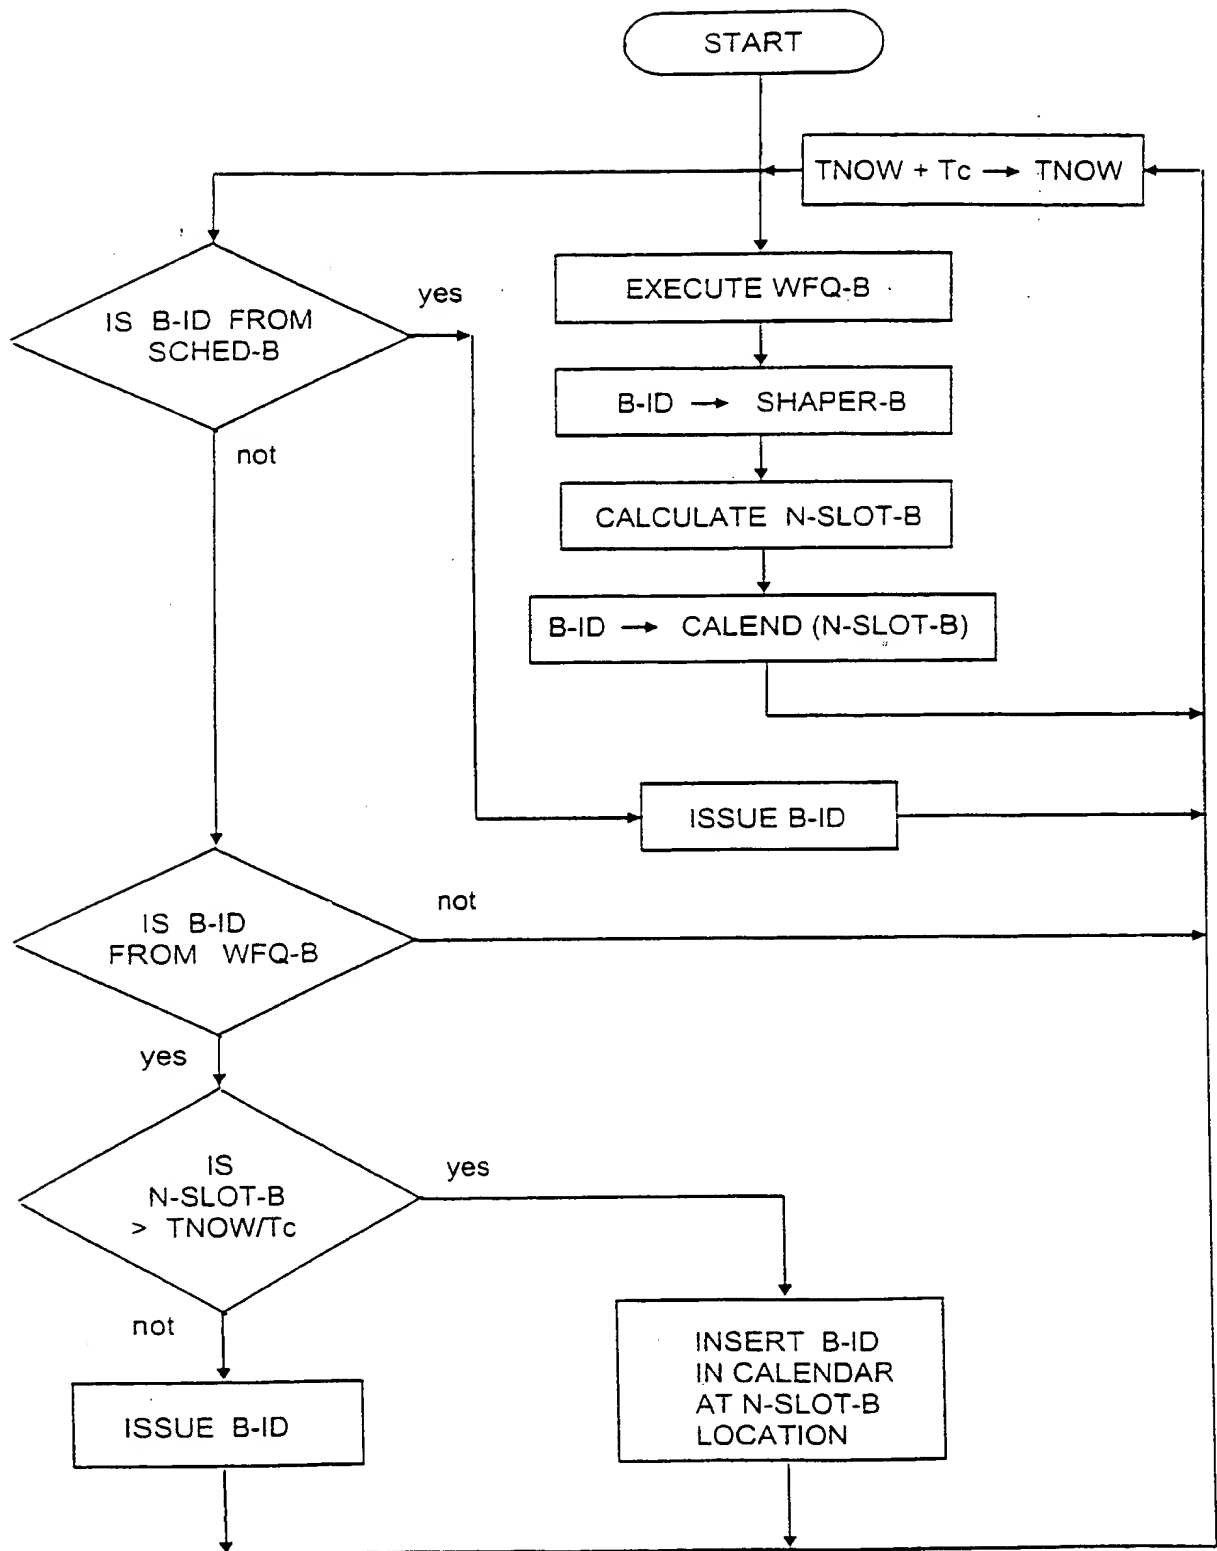 START
TNOW + Tc → TNOW
IS B-ID FROM
SCHED-B
yes
EXECUTE WFQ-B
B-ID → SHAPER-B
not
CALCULATE N-SLOT-B
B-ID → CALEND (N-SLOT-B)
ISSUE B-ID
IS B-ID
FROM WFQ-B
not
yes
IS
N-SLOT-B
> TNOW/Tc
yes
not
INSERT B-ID
IN CALENDAR
AT N-SLOT-B
LOCATION
ISSUE B-ID